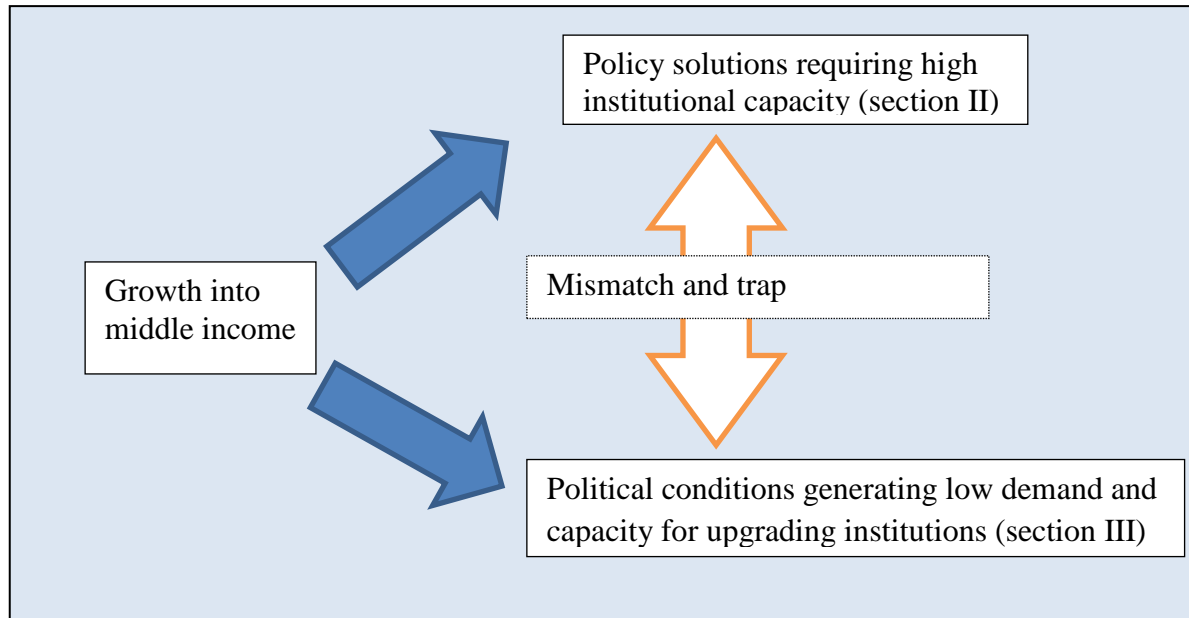 Policy solutions requiring high
institutional capacity (section II)
Growth into
middle income
Mismatch and trap
Political conditions generating low demand and
capacity for upgrading institutions (section III)